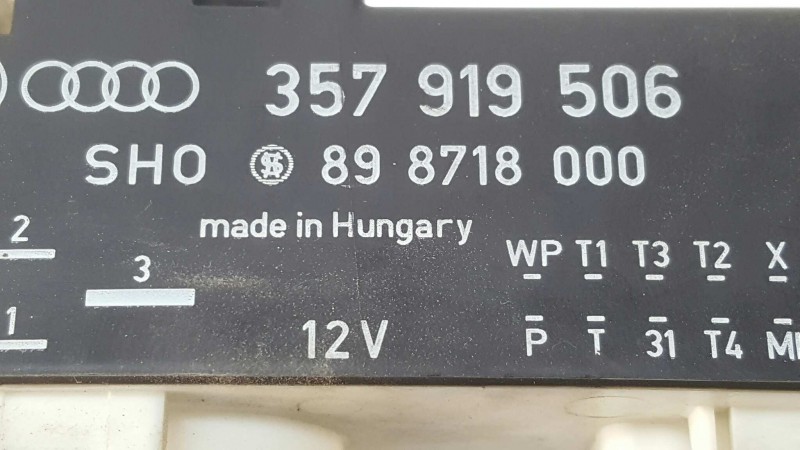 357 919 506
SHO 89 8718 000
made in Hungary
2
3
1
12V
WP T1 T3 T2 X
P T 31 T4